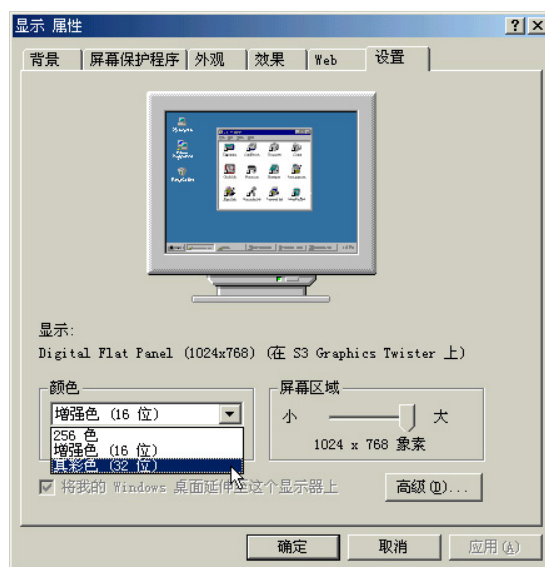 显示 属性
背景 屏幕保护程序 外观 效果 Web 设置
显示:
Digital Flat Panel (1024x768) (在 S3 Graphics Twister 上)
颜色 屏幕区域
增强色 (16 位) 小 大
256 色
增强色 (16 位) 1024 x 768 象素
真彩色 (32 位)
将我的 Windows 桌面延伸至这个显示器上 高级(D)...
确定 取消 应用(A)